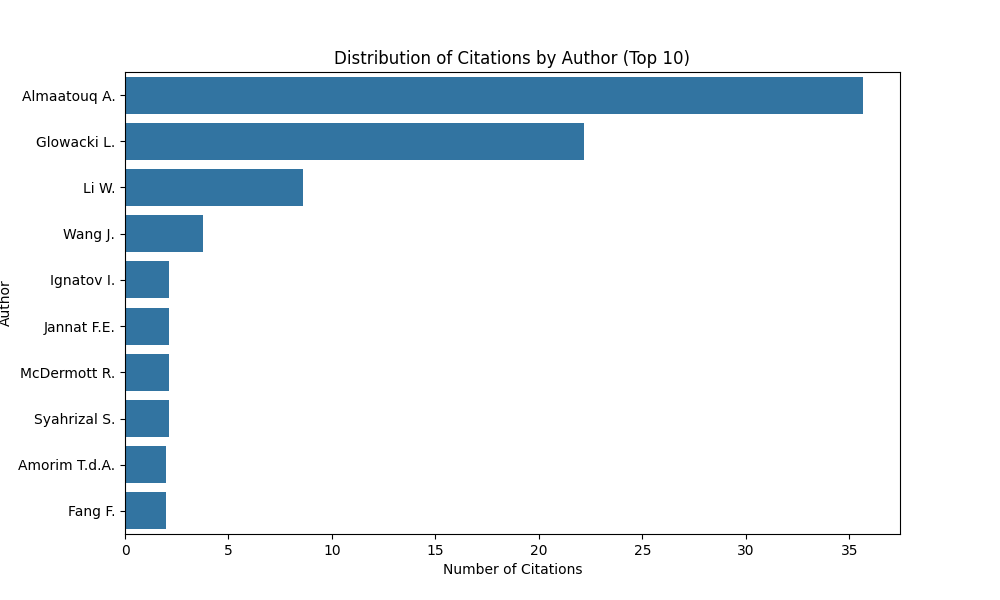 Distribution of Citations by Author (Top 10)
Author
Almaatouq A.
Glowacki L.
Li W.
Wang J.
Ignatov I.
Jannat F.E.
McDermott R.
Syahrizal S.
Amorim T.d.A.
Fang F.
0 5 10 15 20 25 30 35
Number of Citations